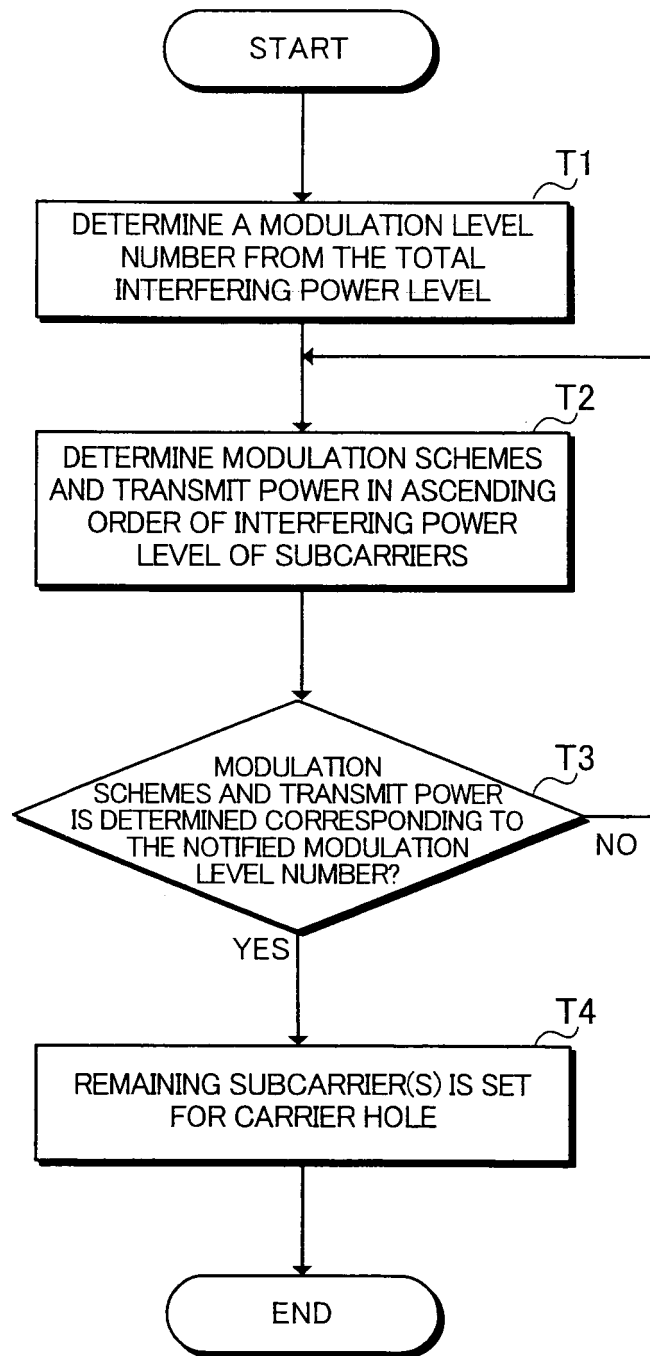 START
T1
DETERMINE A MODULATION LEVEL
NUMBER FROM THE TOTAL
INTERFERING POWER LEVEL
T2
DETERMINE MODULATION SCHEMES
AND TRANSMIT POWER IN ASCENDING
ORDER OF INTERFERING POWER
LEVEL OF SUBCARRIERS
T3
MODULATION
SCHEMES AND TRANSMIT POWER
IS DETERMINED CORRESPONDING TO
THE NOTIFIED MODULATION
LEVEL NUMBER?
NO
YES
T4
REMAINING SUBCARRIER(S) IS SET
FOR CARRIER HOLE
END